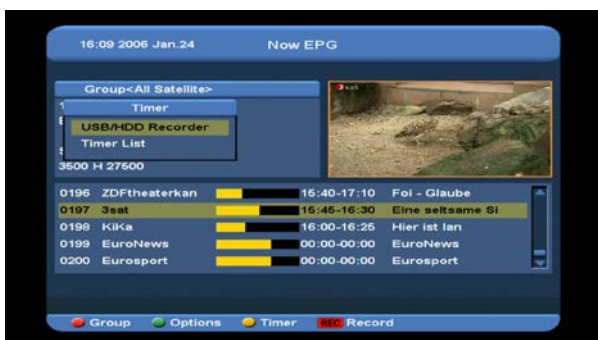 16:09 2006 Jan.24 Now EPG
Group<All Satellite>
3sat
Timer
USB/HDD Recorder
Timer List
3500 H 27500
0196 ZDFtheaterkan 15:40-17:10 Foi - Glaube
0197 3sat 15:45-16:30 Eine seltsame Si
0198 KiKa 16:00-16:25 Hier ist Ian
0199 EuroNews 00:00-00:00 EuroNews
0200 Eurosport 00:00-00:00 Eurosport
Group Options Timer REC Record